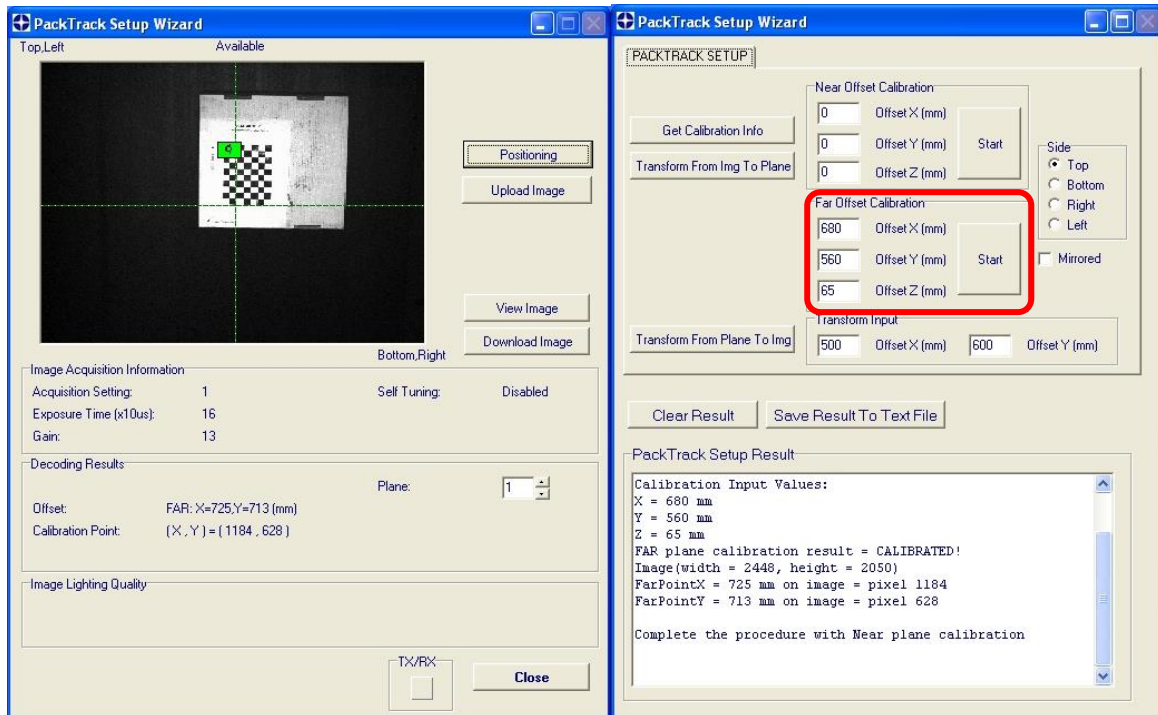 PackTrack Setup Wizard
Top,Left
Available
Positioning
Upload Image
View Image
Download Image
Bottom,Right
Image Acquisition Information
Acquisition Setting: 1 Self Tuning: Disabled
Exposure Time (x10us): 16
Gain: 13
Decoding Results
Plane: 1
Offset: FAR: X=725,Y=713 (mm)
Calibration Point: ( X , Y ) = ( 1184 , 628 )
Image Lighting Quality
TX/RX
Close
PackTrack Setup Wizard
PACKTRACK SETUP
Near Offset Calibration
Get Calibration Info
Transform From Img To Plane
0 Offset X (mm)
0 Offset Y (mm)
0 Offset Z (mm)
Start
Side
Top
Bottom
Right
Left
Mirrored
Far Offset Calibration
680 Offset X (mm)
560 Offset Y (mm)
65 Offset Z (mm)
Start
Transform Input
Transform From Plane To Img
500 Offset X (mm) 600 Offset Y (mm)
Clear Result
Save Result To Text File
PackTrack Setup Result
Calibration Input Values:
X = 680 mm
Y = 560 mm
Z = 65 mm
FAR plane calibration result = CALIBRATED!
Image(width = 2448, height = 2050)
FarPointX = 725 mm on image = pixel 1184
FarPointY = 713 mm on image = pixel 628
Complete the procedure with Near plane calibration